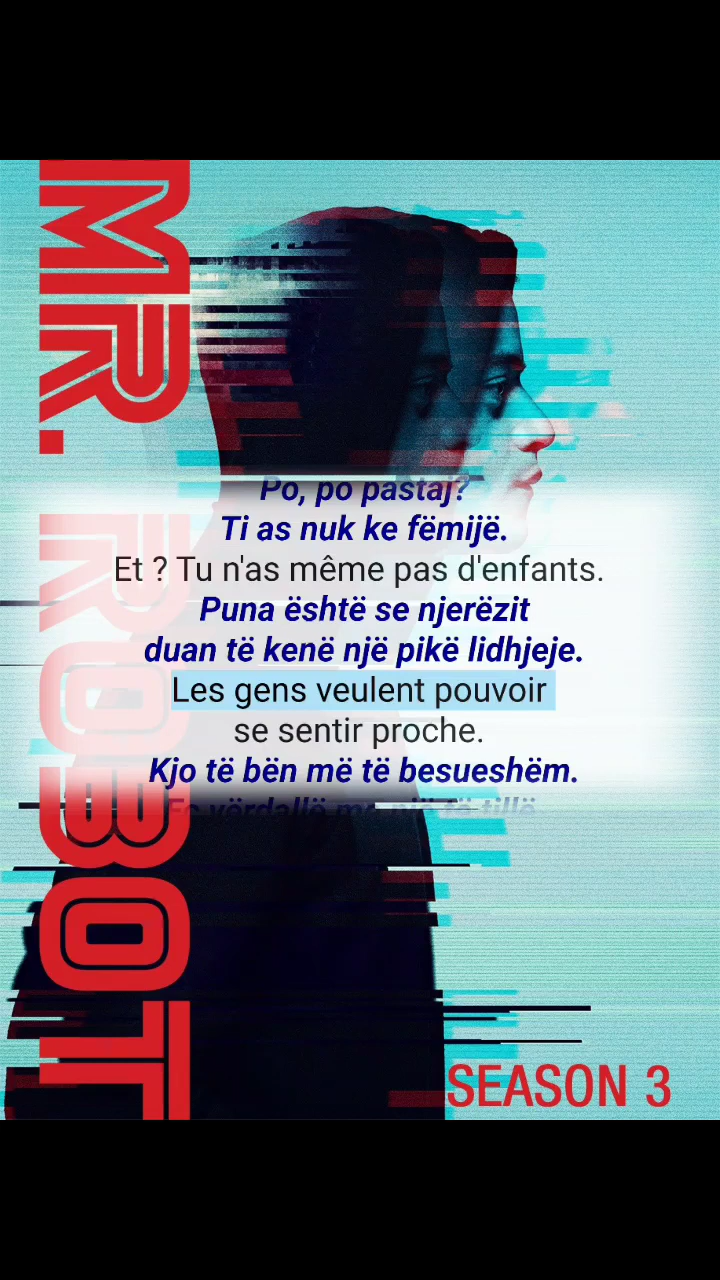 MR. ROBOT
Po, po pastaj?
Ti as nuk ke fëmijë.
Et ? Tu n'as même pas d'enfants.
Puna është se njerëzit
duan të kenë një pikë lidhjeje.
Les gens veulent pouvoir
se sentir proche.
Kjo të bën më të besueshëm.
SEASON 3